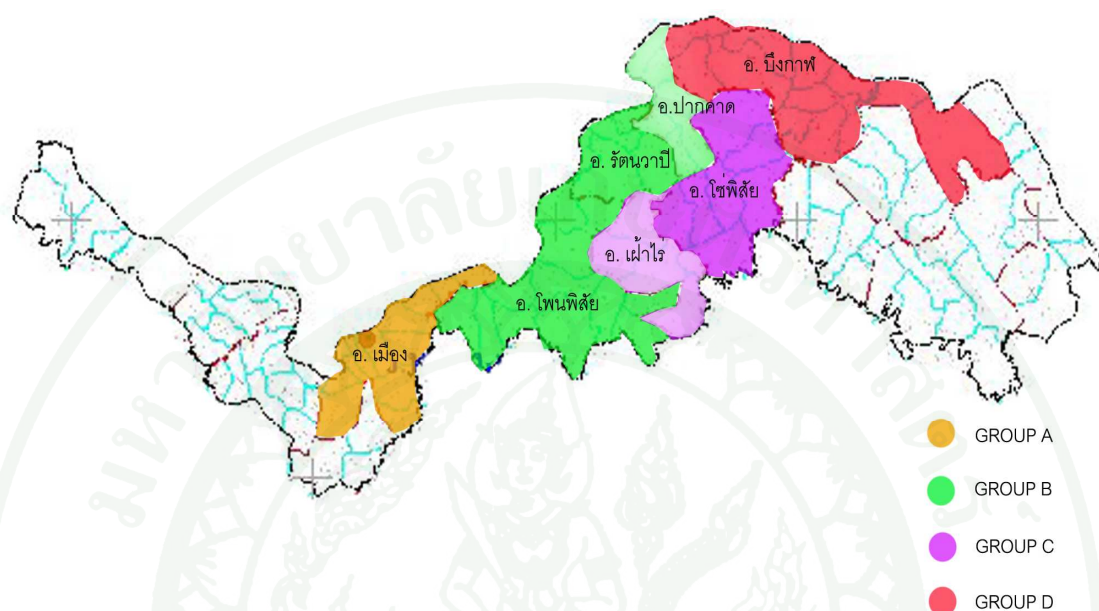 อ. บึงกาฬ
อ.ปากคาด
อ. รัตนวาปี
อ. โซ่พิสัย
อ. เฝ้าไร
อ. โพนพิสัย
อ. เมือง
GROUP A
GROUP B
GROUP C
GROUP D